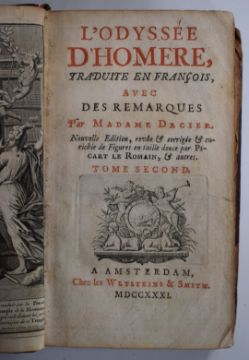 L'ODYSSÉE
D'HOMERE,
TRADUITE EN FRANÇOIS,
AVEC
DES REMARQUES
Par MADAME DACIER.
Nouvelle Edition, revûe & corrigée & en-
richie de Figures en taille douce par PI-
CART LE ROMAIN, & autres.
TOME SECOND.
A AMSTERDAM,
Chez les WETSTEINS & SMITH.
MDCCXXXI.